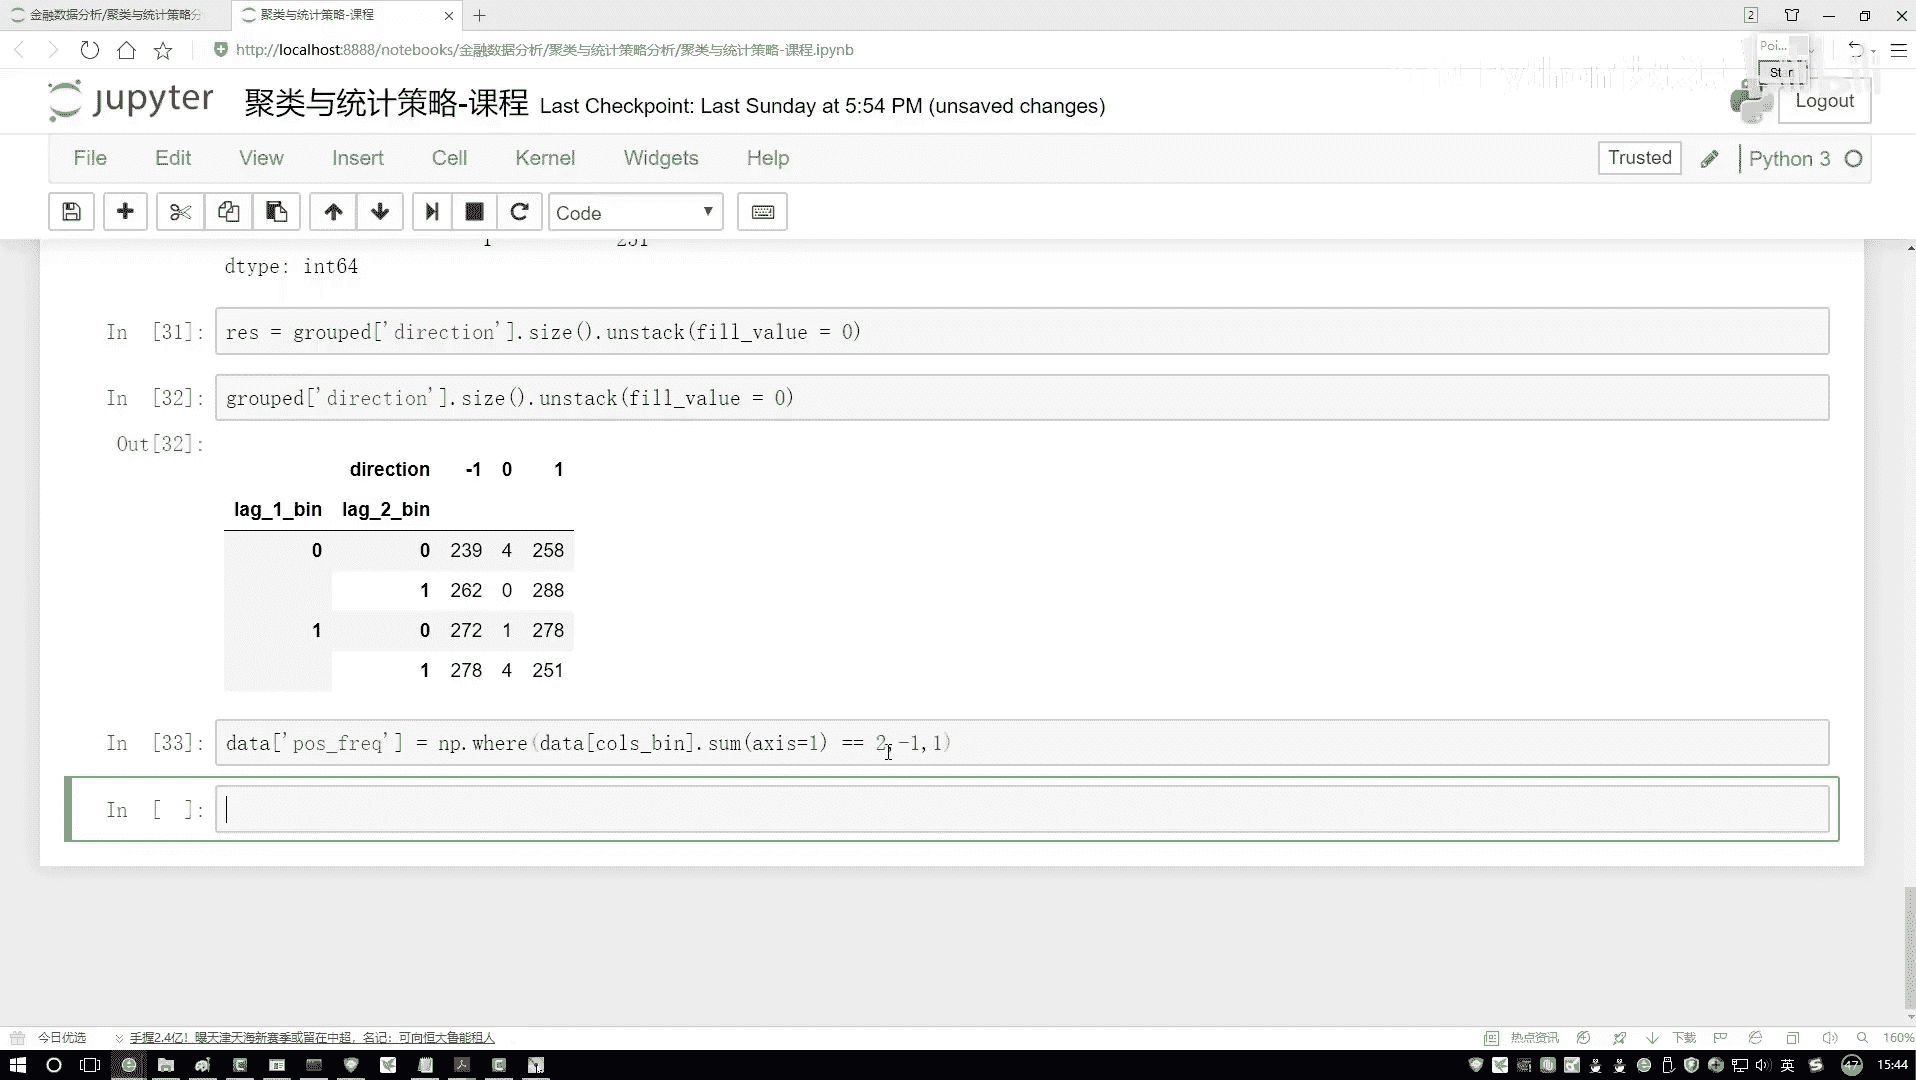 金融数据分析/聚类与统计策略分
聚类与统计策略-课程
2
http://localhost:8888/notebooks/金融数据分析/聚类与统计策略分析/聚类与统计策略-课程.ipynb
Poi...
jupyter 聚类与统计策略-课程 Last Checkpoint: Last Sunday at 5:54 PM (unsaved changes)
Logout
File Edit View Insert Cell Kernel Widgets Help
Trusted Python 3
Code
1 251
dtype: int64
In [31]: res = grouped['direction'].size().unstack(fill_value = 0)
In [32]: grouped['direction'].size().unstack(fill_value = 0)
Out[32]:
direction -1 0 1
lag_1_bin lag_2_bin
0 0 239 4 258
1 262 0 288
1 0 272 1 278
1 278 4 251
In [33]: data['pos_freq'] = np.where(data[cols_bin].sum(axis=1) == 2,-1,1)
In [ ]:
今日优选 手握2.4亿！曝天津天海新赛季或留在中超，名记：可向恒大鲁能租人
热点资讯 下载 160%
英 47 15:44